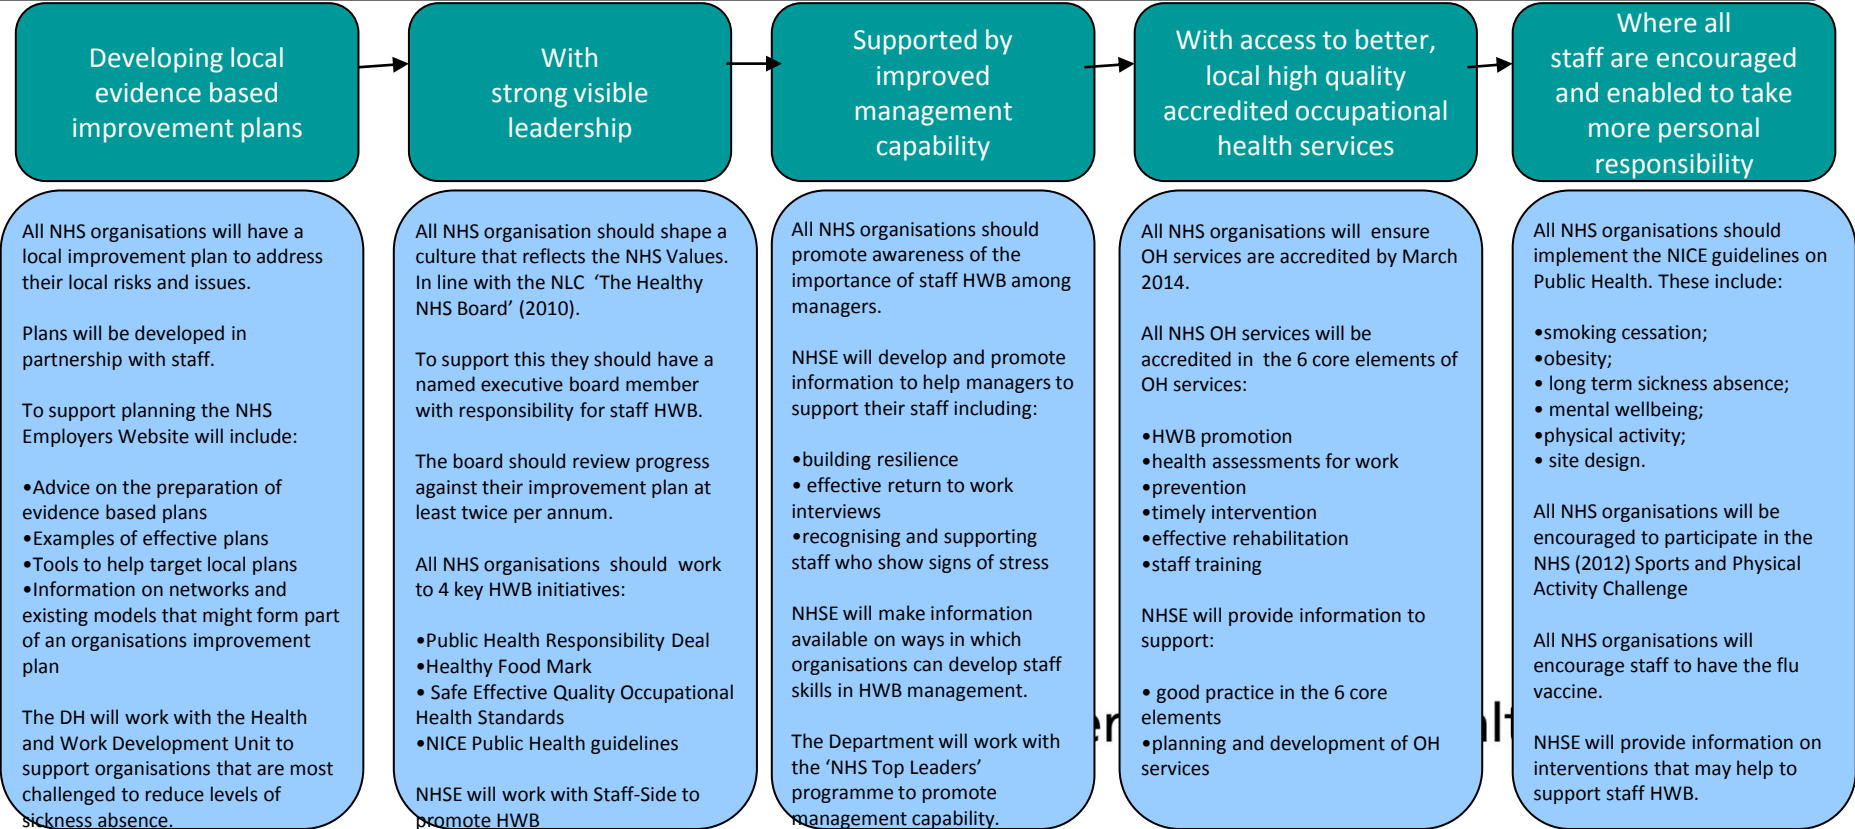 Developing local
evidence based
improvement plans
With
strong visible
leadership
Supported by
improved
management
capability
With access to better,
local high quality
accredited occupational
health services
Where all
staff are encouraged
and enabled to take
more personal
responsibility
All NHS organisations will have a
local improvement plan to address
their local risks and issues.
Plans will be developed in
partnership with staff.
To support planning the NHS
Employers Website will include:
•Advice on the preparation of
evidence based plans
•Examples of effective plans
•Tools to help target local plans
•Information on networks and
existing models that might form part
of an organisations improvement
plan
The DH will work with the Health
and Work Development Unit to
support organisations that are most
challenged to reduce levels of
sickness absence.
All NHS organisation should shape a
culture that reflects the NHS Values.
In line with the NLC ‘The Healthy
NHS Board’ (2010).
To support this they should have a
named executive board member
with responsibility for staff HWB.
The board should review progress
against their improvement plan at
least twice per annum.
All NHS organisations should work
to 4 key HWB initiatives:
•Public Health Responsibility Deal
•Healthy Food Mark
• Safe Effective Quality Occupational
Health Standards
•NICE Public Health guidelines
NHSE will work with Staff-Side to
promote HWB
All NHS organisations should
promote awareness of the
importance of staff HWB among
managers.
NHSE will develop and promote
information to help managers to
support their staff including:
•building resilience
• effective return to work
interviews
•recognising and supporting
staff who show signs of stress
NHSE will make information
available on ways in which
organisations can develop staff
skills in HWB management.
The Department will work with
the ‘NHS Top Leaders’
programme to promote
management capability.
All NHS organisations will ensure
OH services are accredited by March
2014.
All NHS OH services will be
accredited in the 6 core elements of
OH services:
•HWB promotion
•health assessments for work
•prevention
•timely intervention
•effective rehabilitation
•staff training
NHSE will provide information to
support:
• good practice in the 6 core
elements
•planning and development of OH
services
All NHS organisations should
implement the NICE guidelines on
Public Health. These include:
•smoking cessation;
•obesity;
• long term sickness absence;
• mental wellbeing;
•physical activity;
• site design.
All NHS organisations will be
encouraged to participate in the
NHS (2012) Sports and Physical
Activity Challenge
All NHS organisations will
encourage staff to have the flu
vaccine.
NHSE will provide information on
interventions that may help to
support staff HWB.